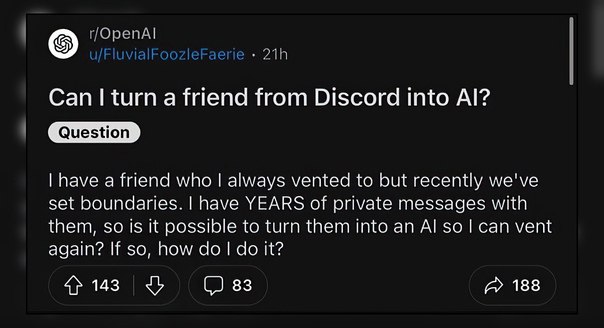 r/OpenAI
u/FluvialFoozleFaerie · 21h
Can I turn a friend from Discord into AI?
Question
I have a friend who I always vented to but recently we've
set boundaries. I have YEARS of private messages with
them, so is it possible to turn them into an AI so I can vent
again? If so, how do I do it?
143 83 188